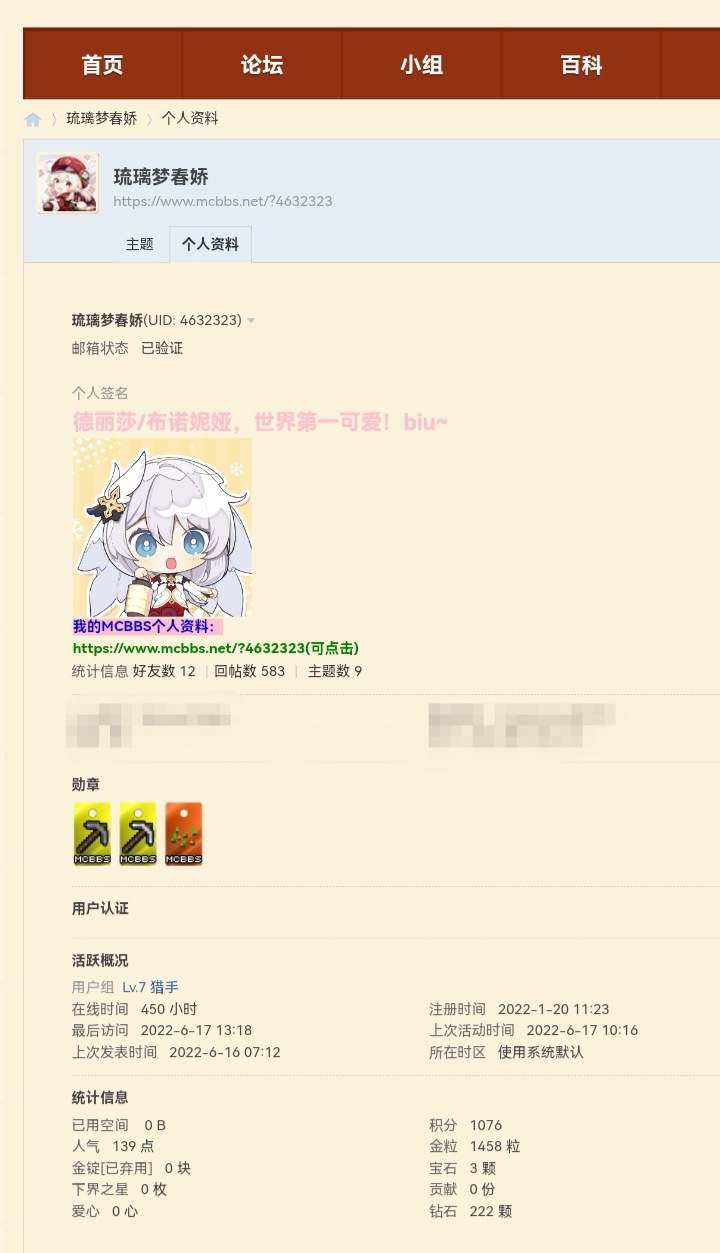 首页 论坛 小组 百科
琉璃梦春娇 个人资料
琉璃梦春娇
https://www.mcbbs.net/?4632323
主题 个人资料
琉璃梦春娇(UID: 4632323)
邮箱状态 已验证
个人签名
德丽莎/布诺妮娅，世界第一可爱！biu~
我的MCBBS个人资料：
https://www.mcbbs.net/?4632323(可点击)
统计信息 好友数 12 | 回帖数 583 | 主题数 9
勋章
MCBBS MCBBS MCBBS
用户认证
活跃概况
用户组 Lv.7 猎手
在线时间 450 小时 注册时间 2022-1-20 11:23
最后访问 2022-6-17 13:18 上次活动时间 2022-6-17 10:16
上次发表时间 2022-6-16 07:12 所在时区 使用系统默认
统计信息
已用空间 0 B 积分 1076
人气 139 点 金粒 1458 粒
金锭[已弃用] 0 块 宝石 3 颗
下界之星 0 枚 贡献 0 份
爱心 0 心 钻石 222 颗